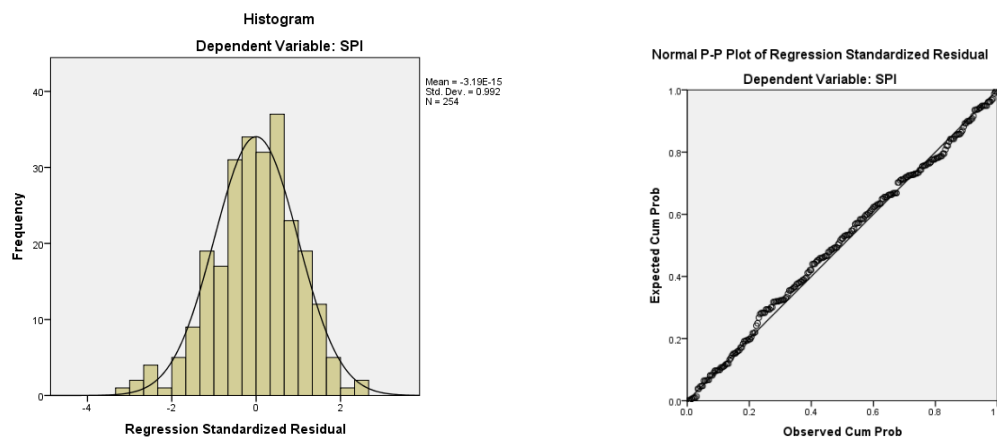 Histogram
Dependent Variable: SPI
Mean = -3.19E-15
Std. Dev. = 0.992
N = 254
40
30
20
10
0
Frequency
-4
-2
0
2
Regression Standardized Residual
Normal P-P Plot of Regression Standardized Residual
Dependent Variable: SPI
1.0
0.8
0.6
0.4
0.2
0.0
Expected Cum Prob
0.0
0.2
0.4
0.6
0.8
Observed Cum Prob